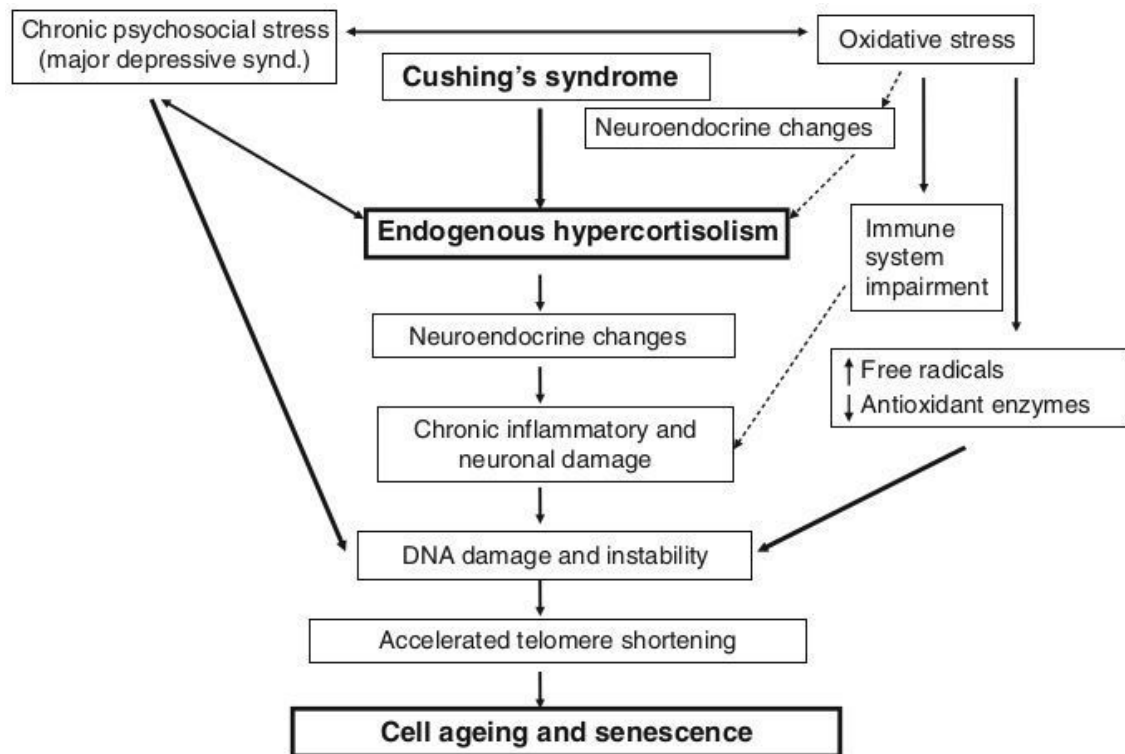 Chronic psychosocial stress
(major depressive synd.)
Oxidative stress
Cushing's syndrome
Neuroendocrine changes
Endogenous hypercortisolism
Immune
system
impairment
Neuroendocrine changes
Free radicals
Antioxidant enzymes
Chronic inflammatory and
neuronal damage
DNA damage and instability
Accelerated telomere shortening
Cell ageing and senescence